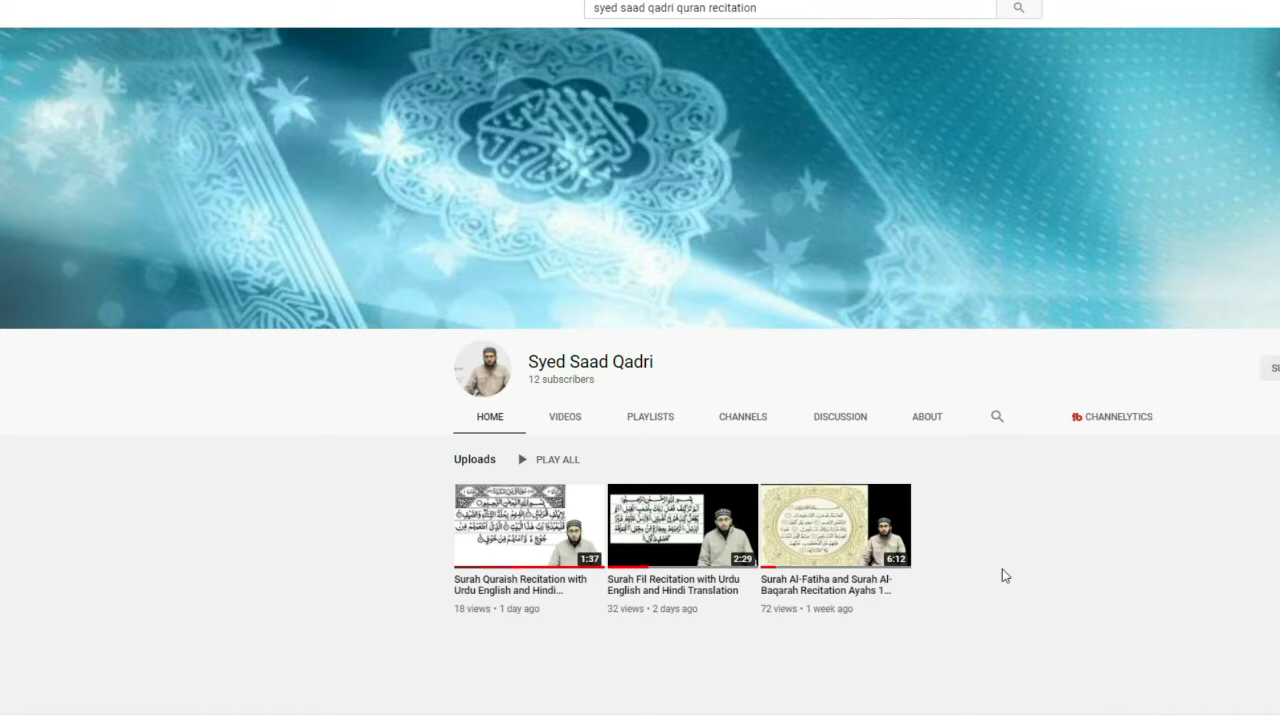 syed saad qadri quran recitation
Syed Saad Qadri
12 subscribers
HOME VIDEOS PLAYLISTS CHANNELS DISCUSSION ABOUT CHANNELYTICS
Uploads PLAY ALL
1:37 2:29 6:12
Surah Quraish Recitation with
Urdu English and Hindi...
18 views • 1 day ago
Surah Fil Recitation with Urdu
English and Hindi Translation
32 views • 2 days ago
Surah Al-Fatiha and Surah Al-
Baqarah Recitation Ayahs 1...
72 views • 1 week ago